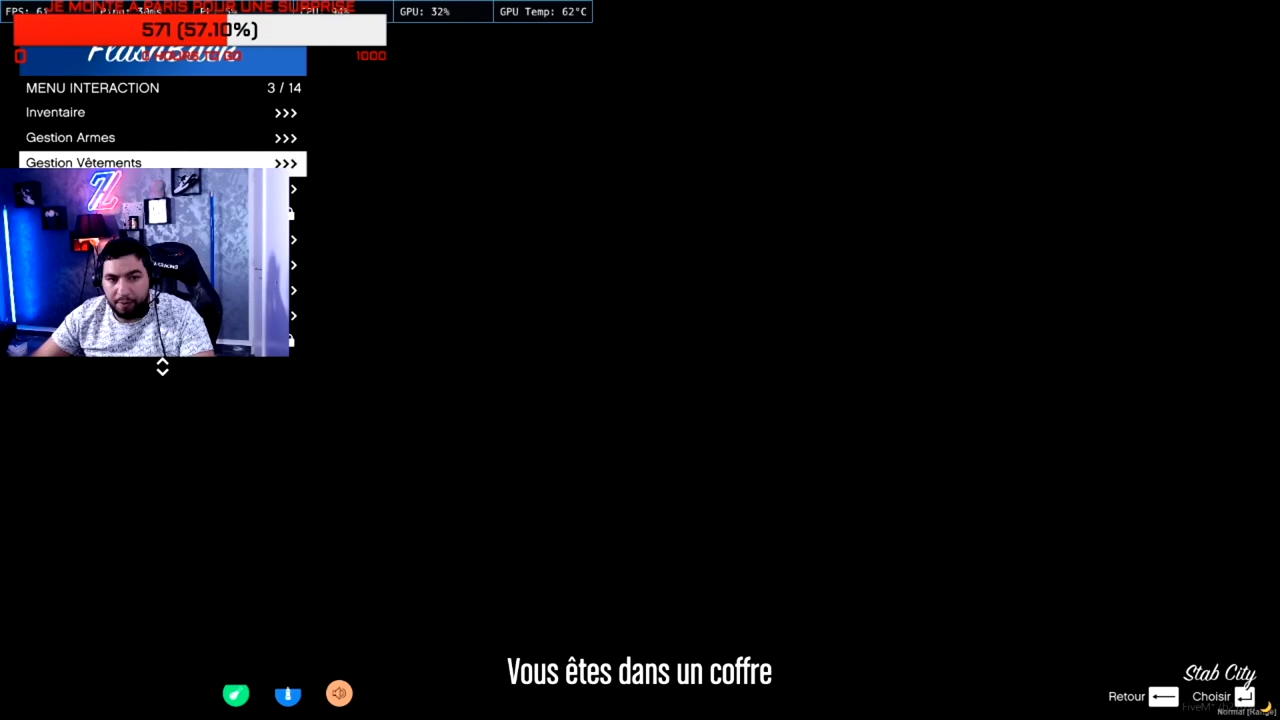 JE MONTE A PARIS POUR UNE SURPRISE
GPU: 32%
GPU Temp: 62°C
571 (57.10%)
0
1000
FlashBack
MENU INTERACTION
3 / 14
Inventaire
Gestion Armes
Gestion Vêtements
Vous êtes dans un coffre
Stab City
Retour
Choisir